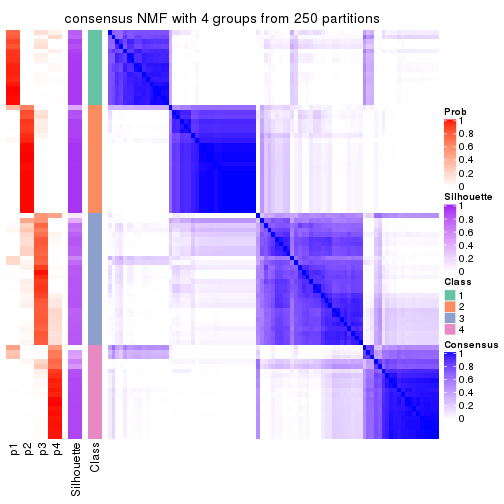 consensus NMF with 4 groups from 250 partitions
Prob
1
0.8
0.6
0.4
0.2
0
Silhouette
1
0.8
0.6
0.4
0.2
0
Class
1
2
3
4
Consensus
1
0.8
0.6
0.4
0.2
0
p1
p2
p3
p4
Silhouette
Class